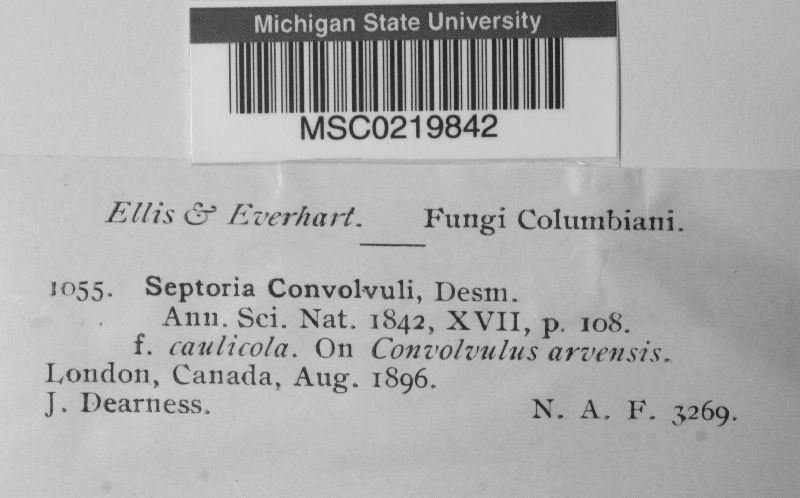 Michigan State University
MSC0219842
Ellis & Everhart. Fungi Columbiani.
1055. Septoria Convolvuli, Desm.
Ann. Sci. Nat. 1842, XVII, p. 108.
f. caulicola. On Convolvulus arvensis.
London, Canada, Aug. 1896.
J. Dearness. N. A. F. 3269.